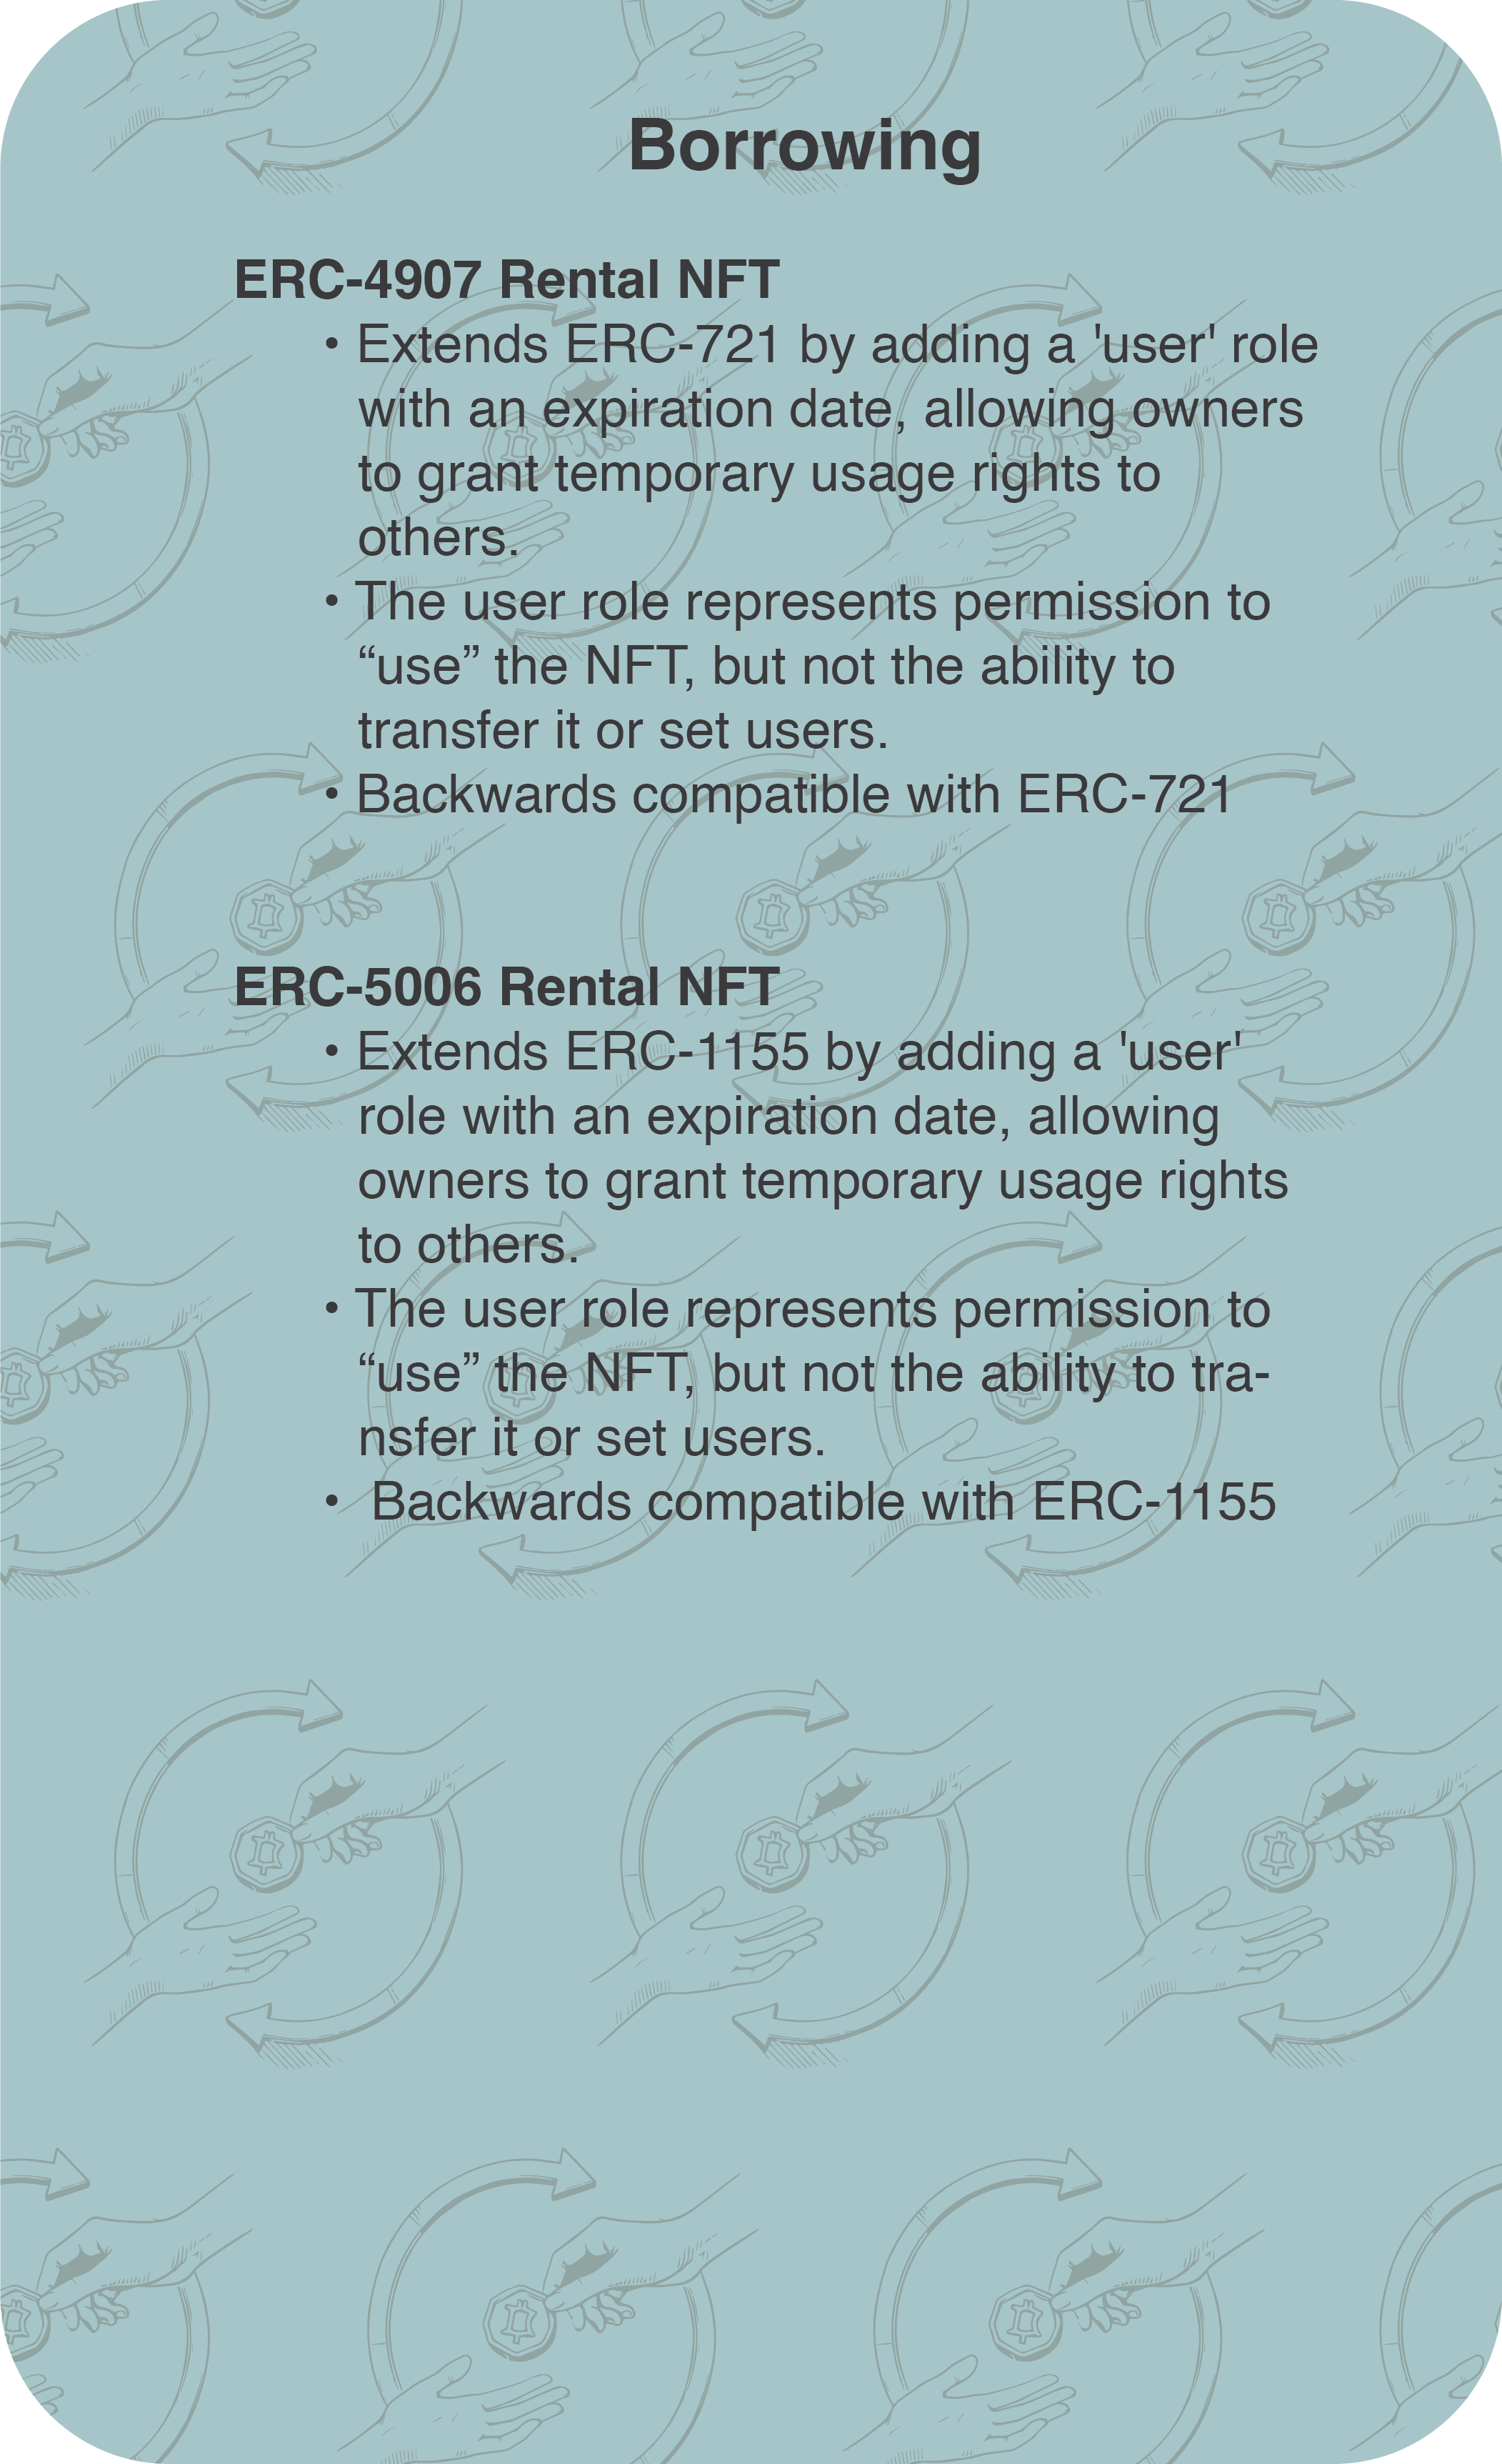 Borrowing
ERC-4907 Rental NFT
• Extends ERC-721 by adding a 'user' role
with an expiration date, allowing owners
to grant temporary usage rights to
others.
• The user role represents permission to
“use” the NFT, but not the ability to
transfer it or set users.
• Backwards compatible with ERC-721
ERC-5006 Rental NFT
• Extends ERC-1155 by adding a 'user'
role with an expiration date, allowing
owners to grant temporary usage rights
to others.
• The user role represents permission to
“use” the NFT, but not the ability to tra-
nsfer it or set users.
• Backwards compatible with ERC-1155